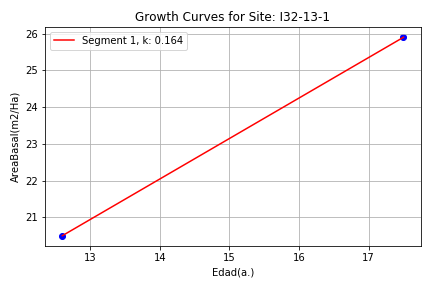 Growth Curves for Site: I32-13-1
Segment 1, k: 0.164
26
25
24
23
22
21
AreaBasal(m2/Ha)
13 14 15 16 17
Edad(a.)